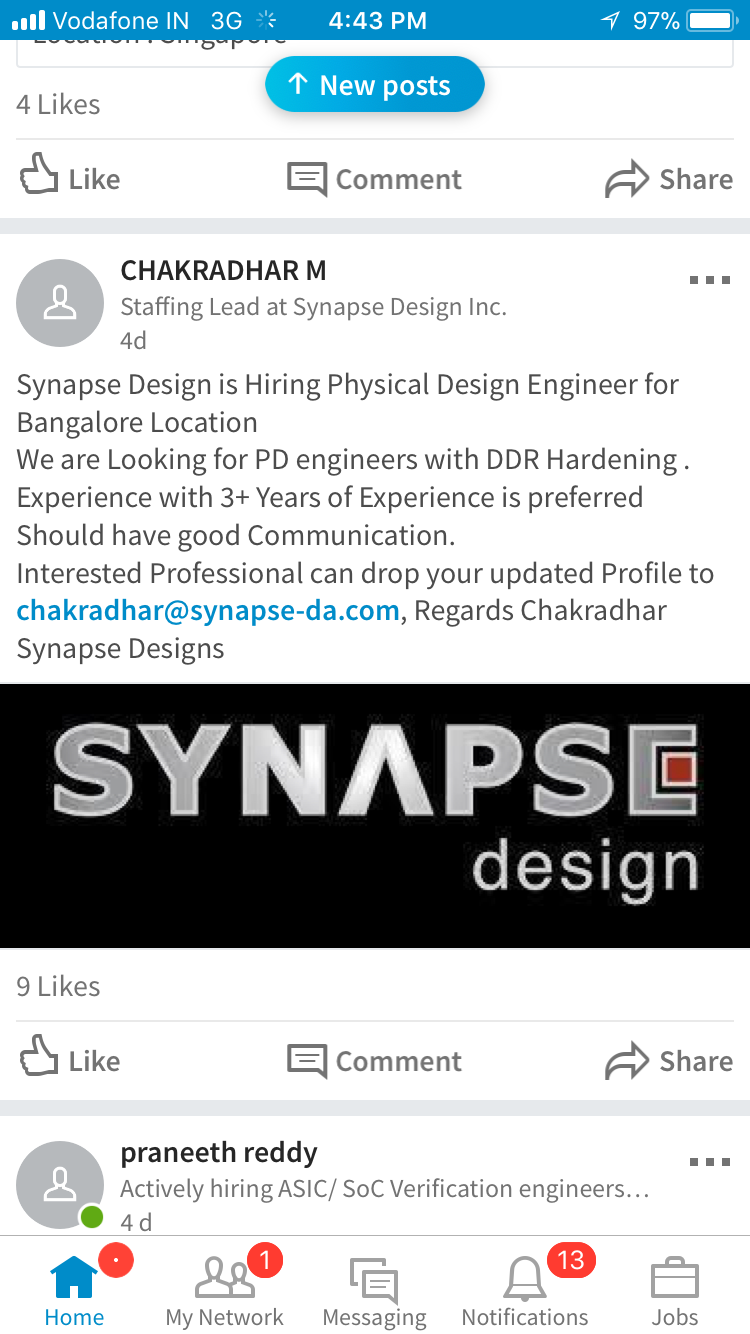 Vodafone IN 3G 4:43 PM 97%
Location : Singapore
↑ New posts
4 Likes
Like Comment Share
CHAKRADHAR M
Staffing Lead at Synapse Design Inc.
4d
Synapse Design is Hiring Physical Design Engineer for
Bangalore Location
We are Looking for PD engineers with DDR Hardening .
Experience with 3+ Years of Experience is preferred
Should have good Communication.
Interested Professional can drop your updated Profile to
chakradhar@synapse-da.com, Regards Chakradhar
Synapse Designs
SYNAPSE
design
9 Likes
Like Comment Share
praneeth reddy
Actively hiring ASIC/ SoC Verification engineers...
4 d
1 13
Home My Network Messaging Notifications Jobs